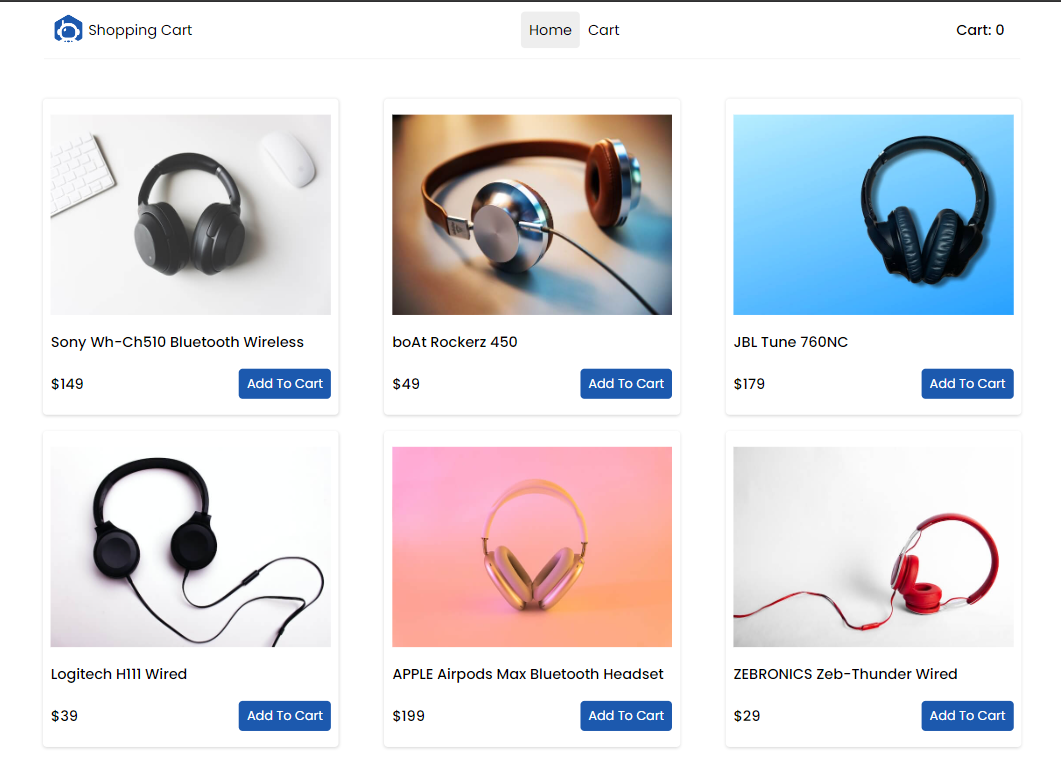 Shopping Cart
Home
Cart
Cart: 0
Sony Wh-Ch510 Bluetooth Wireless
$149
Add To Cart
boAt Rockerz 450
$49
Add To Cart
JBL Tune 760NC
$179
Add To Cart
Logitech H111 Wired
$39
Add To Cart
APPLE Airpods Max Bluetooth Headset
$199
Add To Cart
ZEBRONICS Zeb-Thunder Wired
$29
Add To Cart